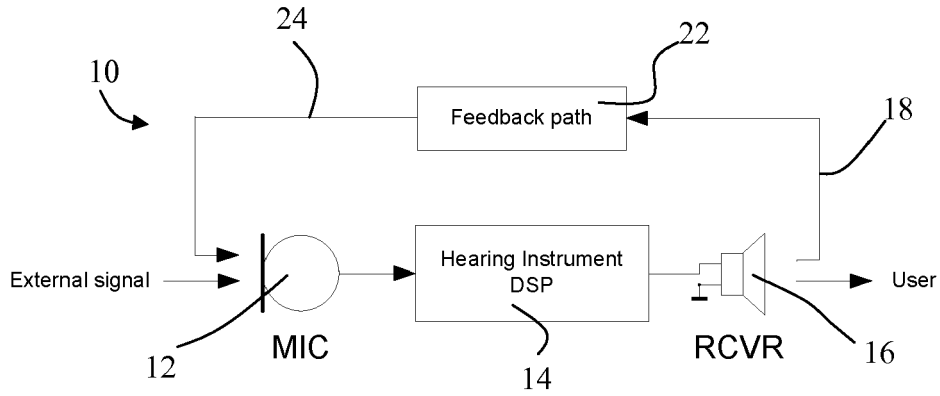 24
22
10
Feedback path
18
External signal
Hearing Instrument
DSP
User
12
MIC
14
RCVR
16